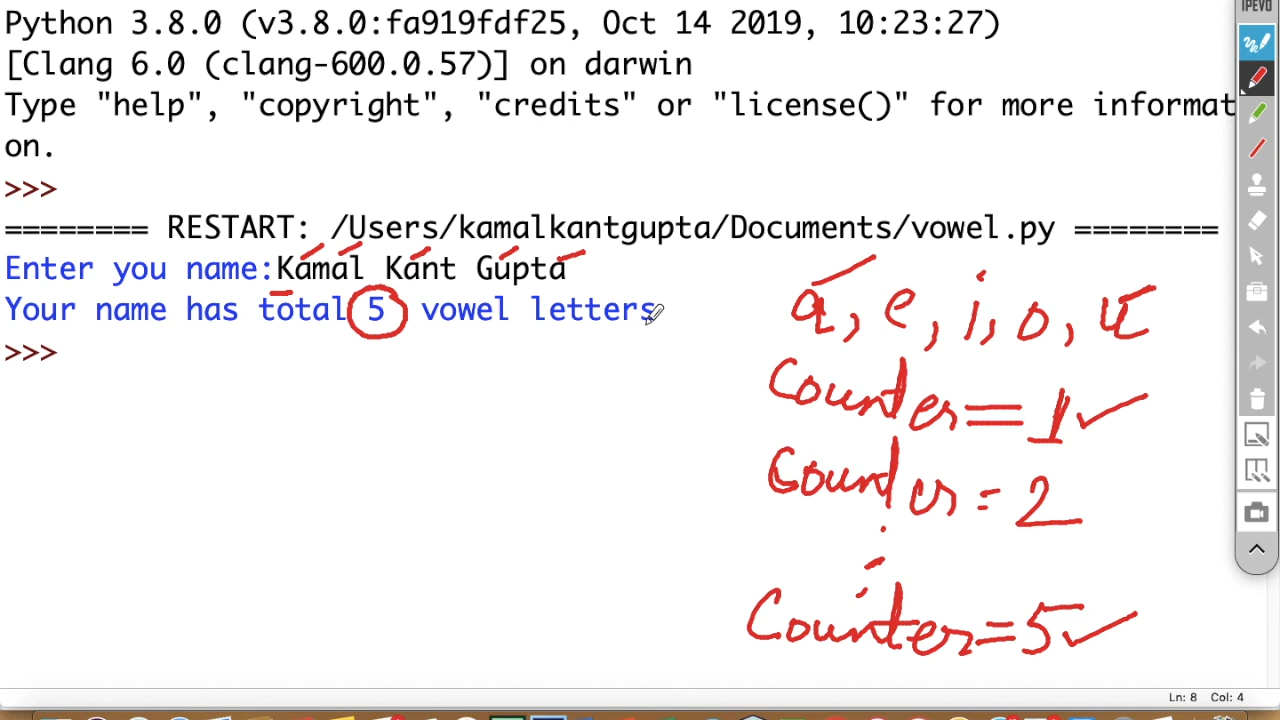 IPEVO
Python 3.8.0 (v3.8.0:fa919fdf25, Oct 14 2019, 10:23:27)
[Clang 6.0 (clang-600.0.57)] on darwin
Type "help", "copyright", "credits" or "license()" for more informat
on.
>>>
======== RESTART: /Users/kamalkantgupta/Documents/vowel.py ========
Enter you name:Kamal Kant Gupta
Your name has total 5 vowel letters
>>>
a, e, i, o, u
Counter=1
Counter=2
Counter=5
Ln: 8 Col: 4